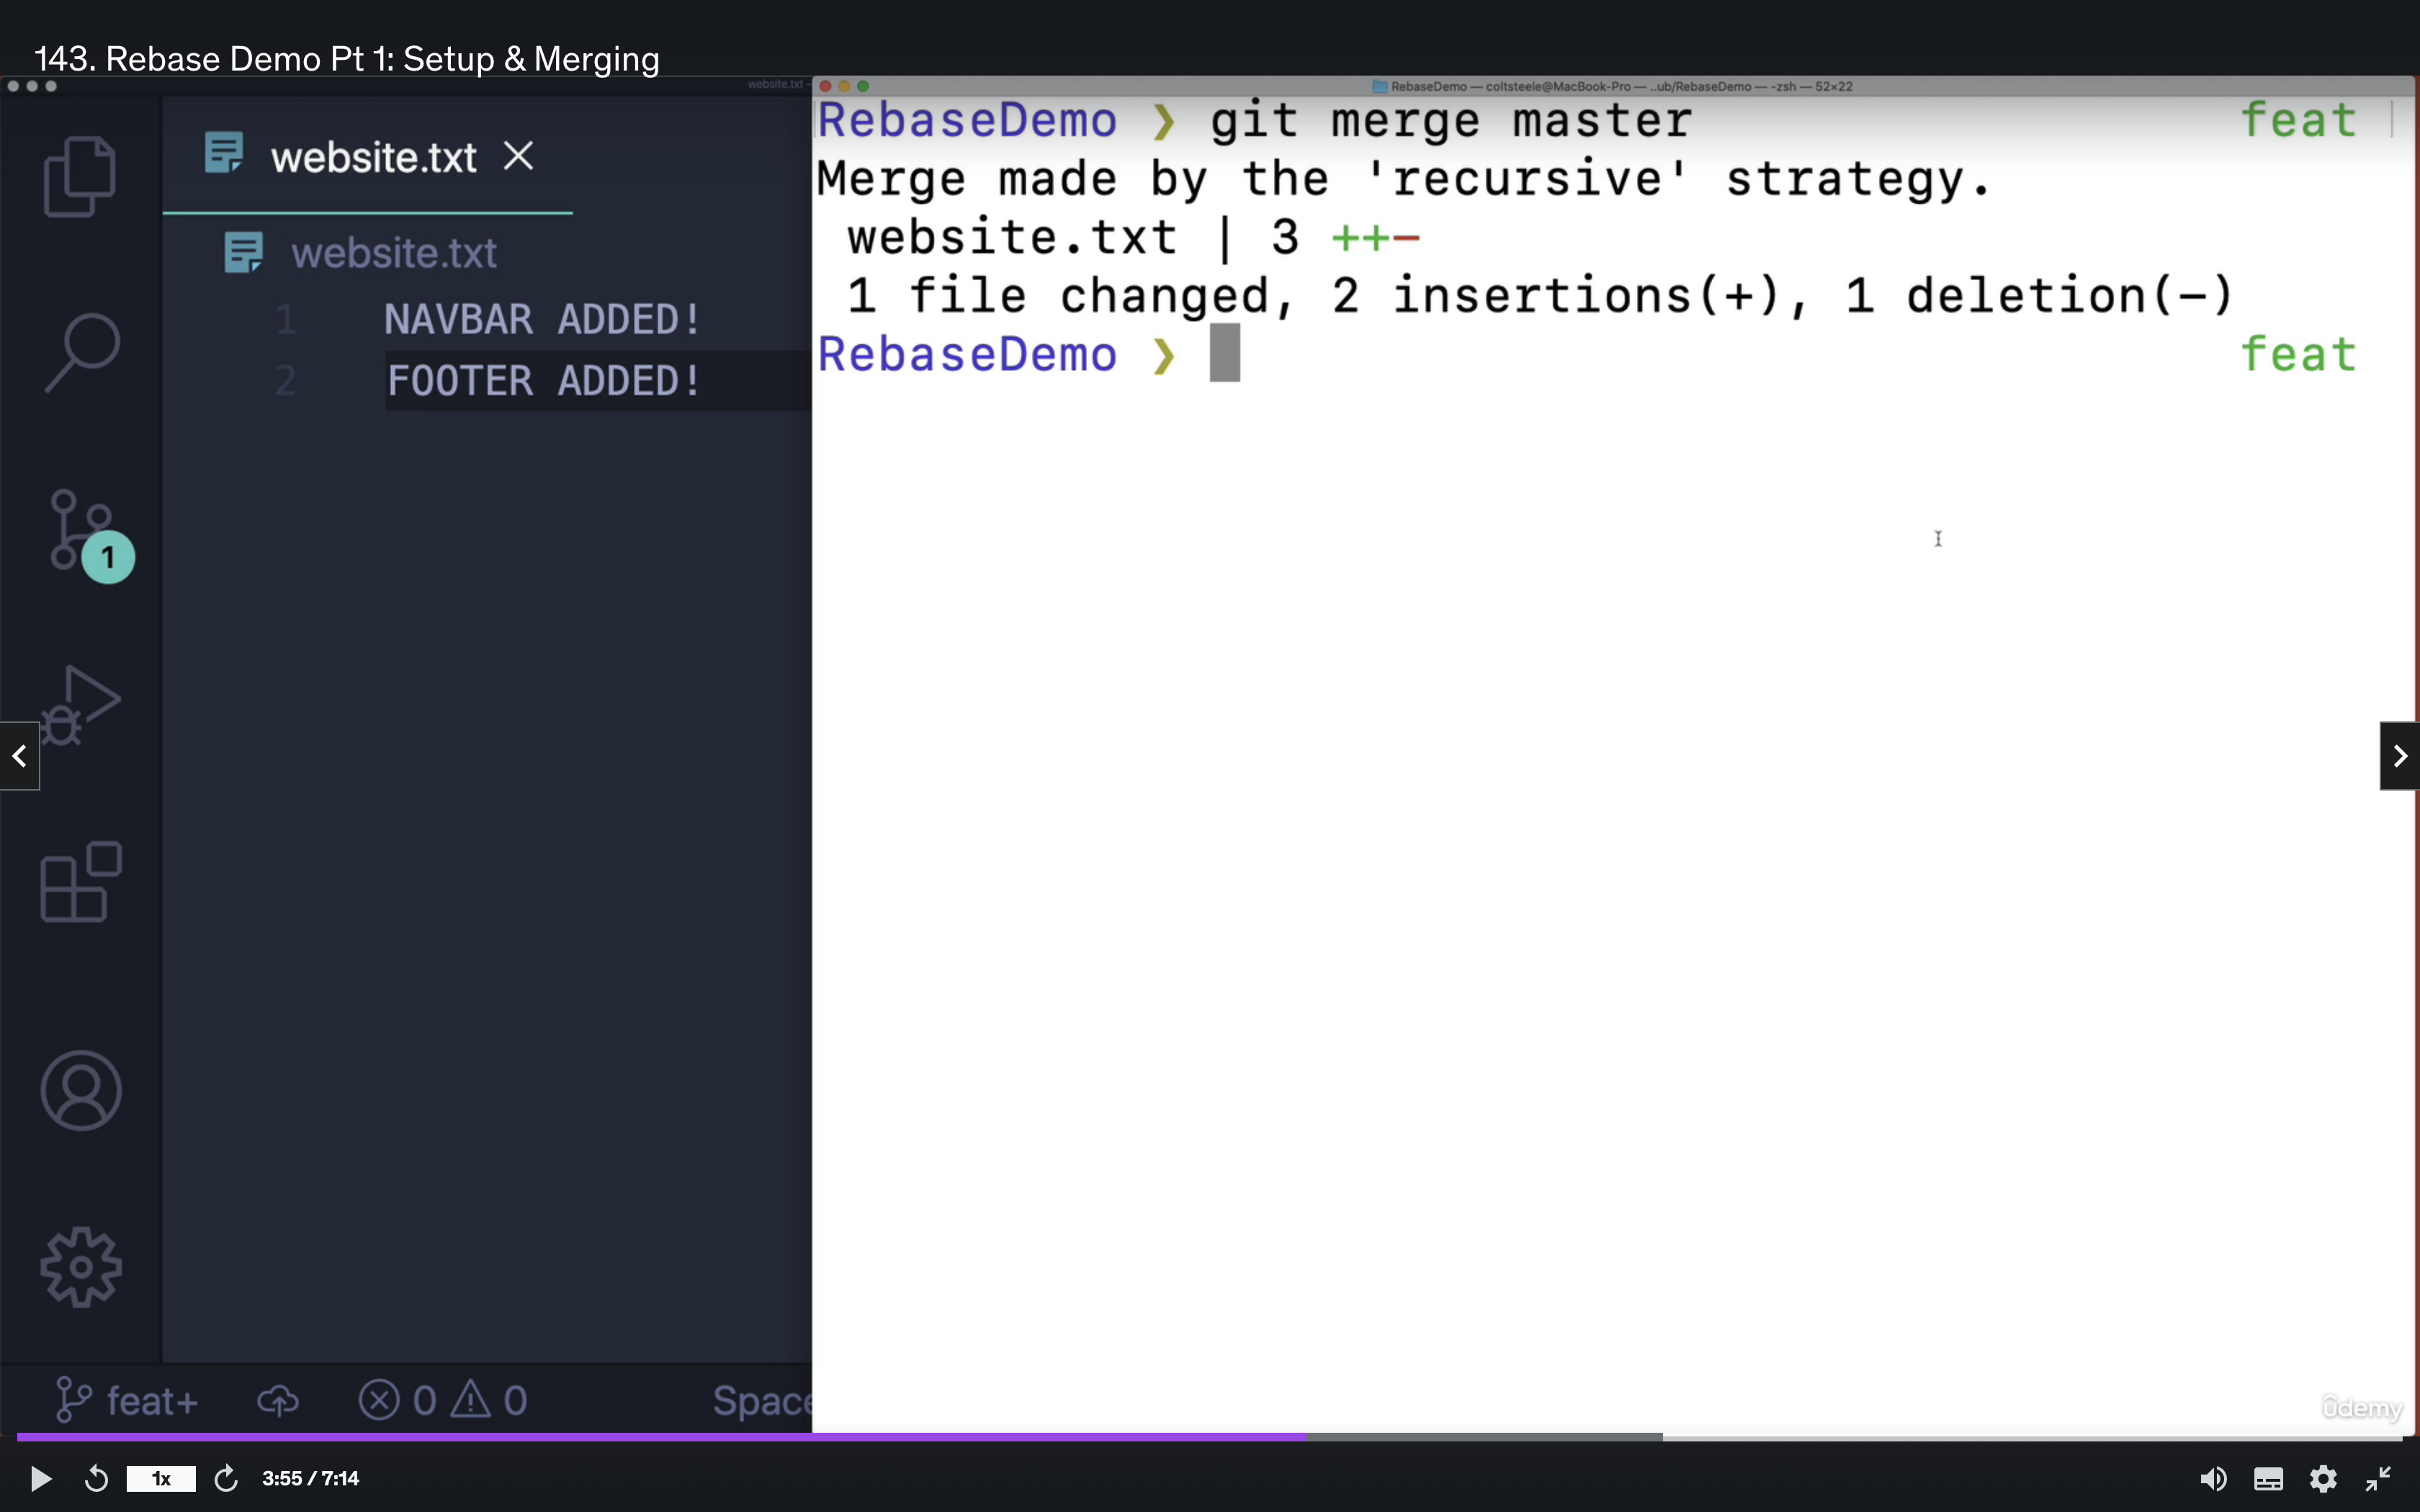 143. Rebase Demo Pt 1: Setup & Merging
website.txt —
RebaseDemo — coltsteele@MacBook-Pro — ..ub/RebaseDemo — -zsh — 52×22
website.txt
website.txt
1 NAVBAR ADDED!
2 FOOTER ADDED!
1
RebaseDemo ❯ git merge master feat
Merge made by the 'recursive' strategy.
website.txt | 3 ++-
1 file changed, 2 insertions(+), 1 deletion(-)
RebaseDemo ❯ feat
feat+ 0 0 Space
udemy
1x 3:55 / 7:14